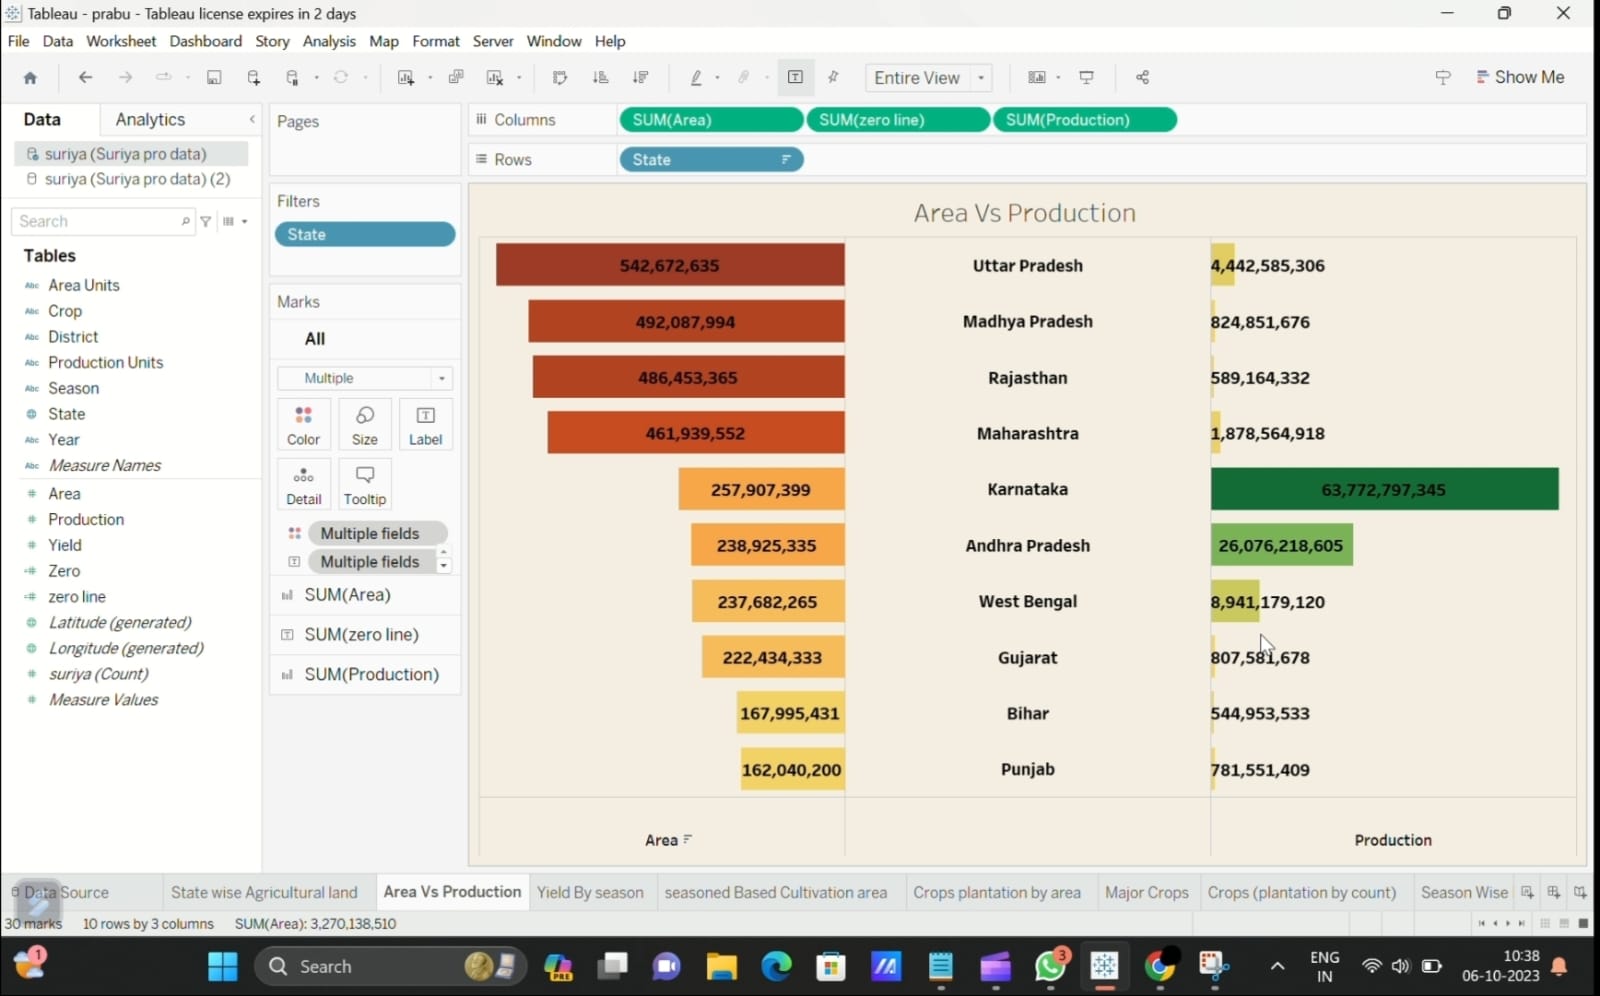 Tableau - prabu - Tableau license expires in 2 days
File Data Worksheet Dashboard Story Analysis Map Format Server Window Help
Entire View
Show Me
Data Analytics
suriya (Suriya pro data)
suriya (Suriya pro data) (2)
Search
Tables
Abc Area Units
Abc Crop
Abc District
Abc Production Units
Abc Season
State
Abc Year
Abc Measure Names
# Area
# Production
# Yield
=# Zero
=# zero line
Latitude (generated)
Longitude (generated)
# suriya (Count)
# Measure Values
Pages
Filters
State
Marks
All
Multiple
Color Size Label
Detail Tooltip
Multiple fields
Multiple fields
SUM(Area)
SUM(zero line)
SUM(Production)
Columns SUM(Area) SUM(zero line) SUM(Production)
Rows State
Area Vs Production
542,672,635 Uttar Pradesh 4,442,585,306
492,087,994 Madhya Pradesh 824,851,676
486,453,365 Rajasthan 589,164,332
461,939,552 Maharashtra 1,878,564,918
257,907,399 Karnataka 63,772,797,345
238,925,335 Andhra Pradesh 26,076,218,605
237,682,265 West Bengal 8,941,179,120
222,434,333 Gujarat 807,581,678
167,995,431 Bihar 544,953,533
162,040,200 Punjab 781,551,409
Area Production
Data Source State wise Agricultural land Area Vs Production Yield By season seasoned Based Cultivation area Crops plantation by area Major Crops Crops (plantation by count) Season Wise
30 marks 10 rows by 3 columns SUM(Area): 3,270,138,510
1 Search PRE 3 ENG 10:38
IN 06-10-2023